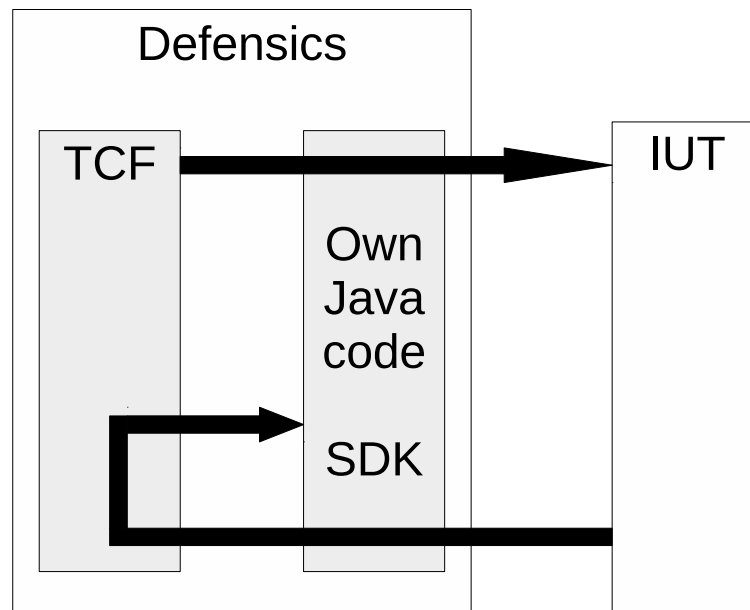 Defensics
TCF
IUT
Own
Java
code
SDK